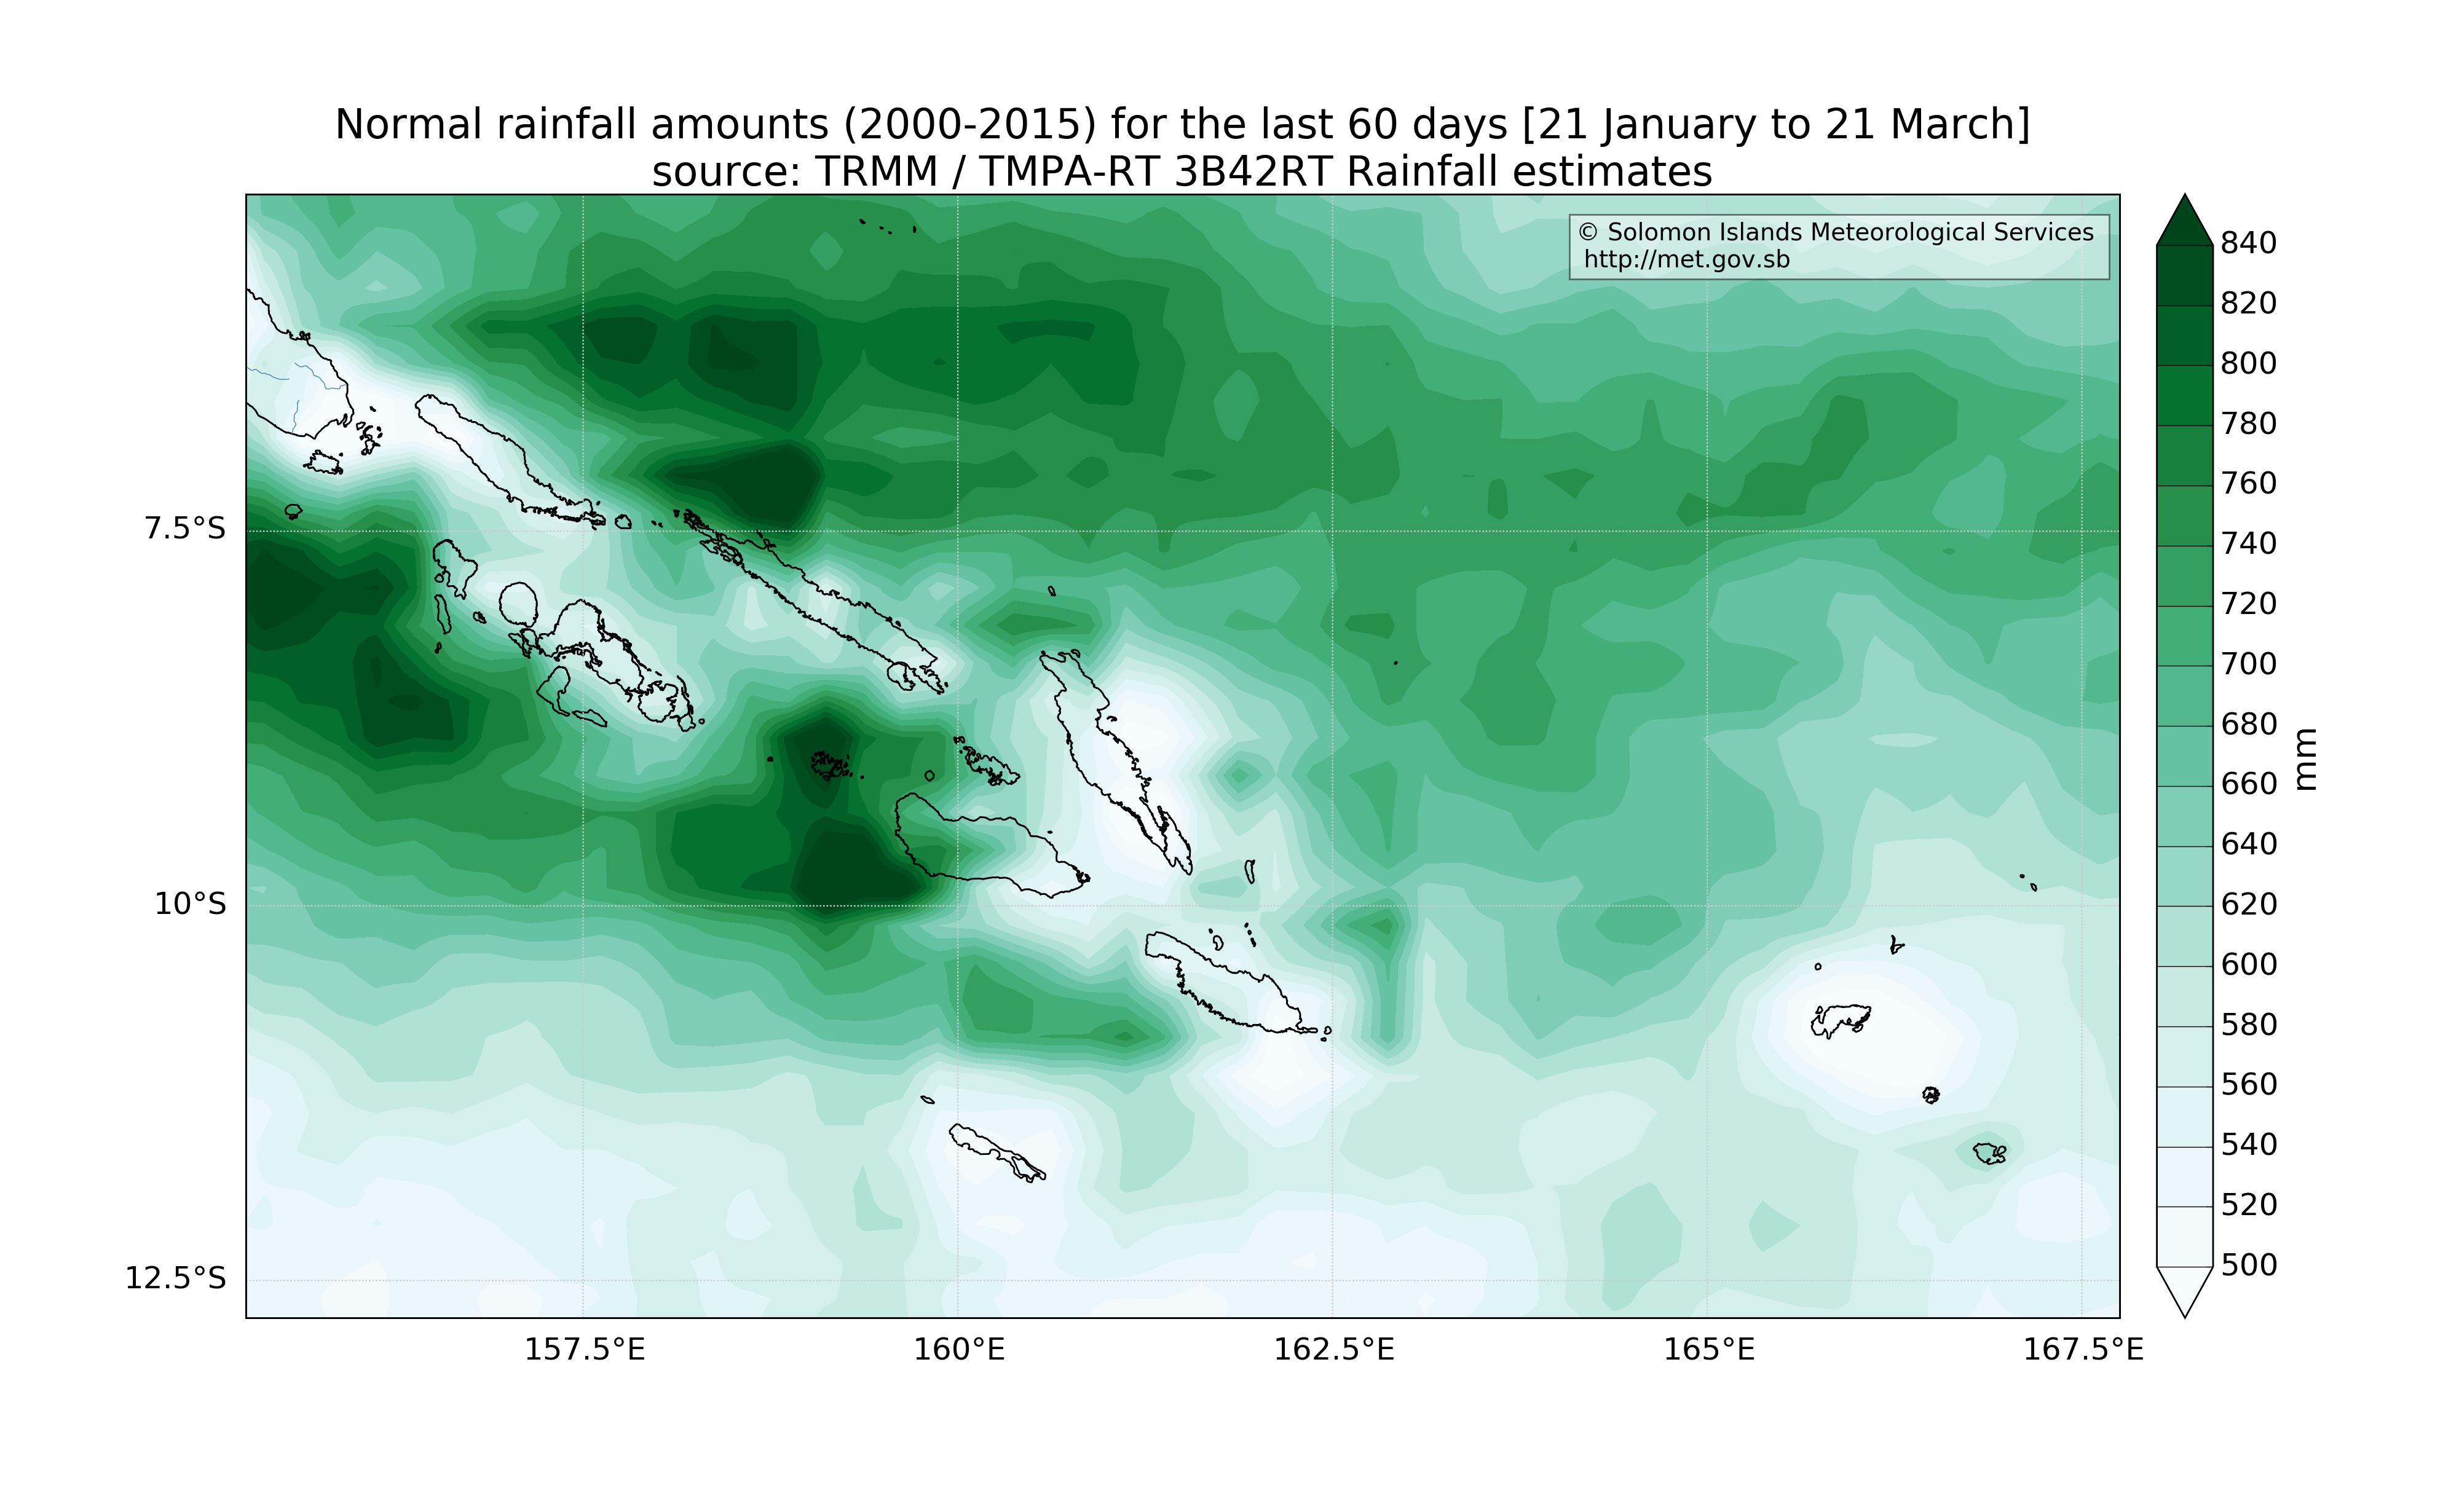 Normal rainfall amounts (2000-2015) for the last 60 days [21 January to 21 March]
source: TRMM / TMPA-RT 3B42RT Rainfall estimates
© Solomon Islands Meteorological Services
http://met.gov.sb
7.5°S
10°S
12.5°S
157.5°E
160°E
162.5°E
165°E
167.5°E
840
820
800
780
760
740
720
700
680
660
640
620
600
580
560
540
520
500
mm